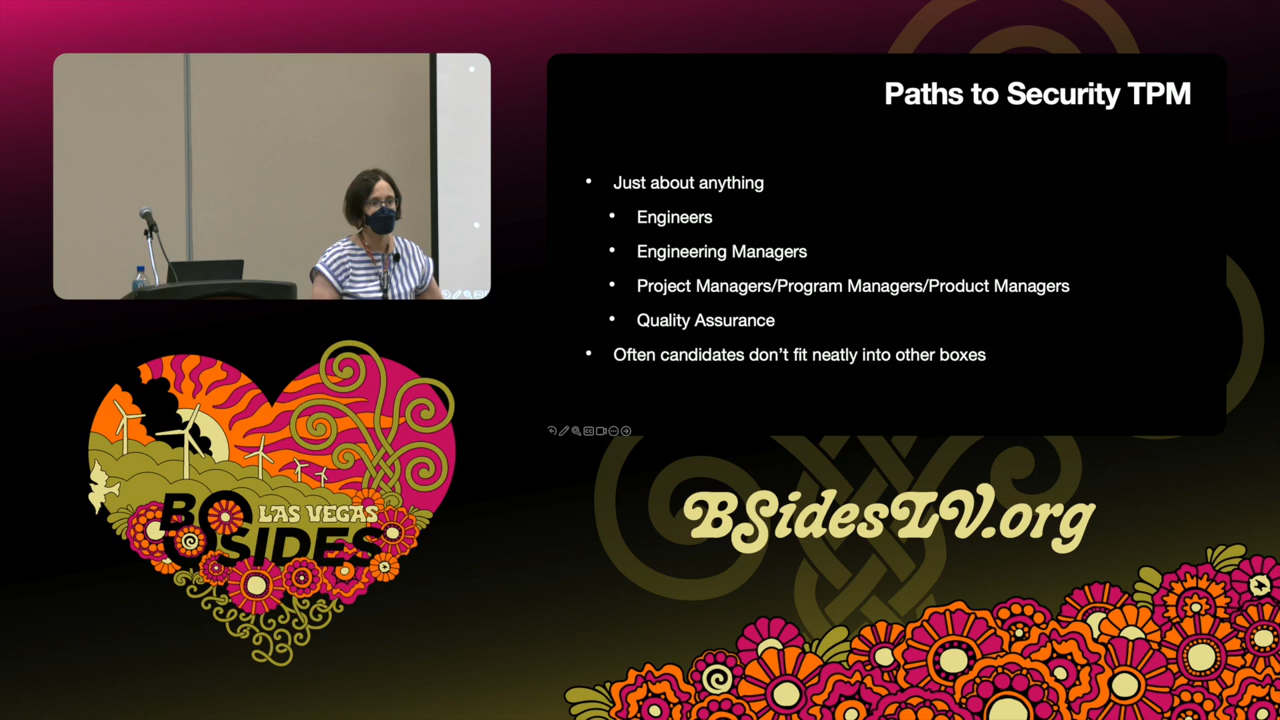 Paths to Security TPM
• Just about anything
• Engineers
• Engineering Managers
• Project Managers/Program Managers/Product Managers
• Quality Assurance
• Often candidates don’t fit neatly into other boxes
LAS VEGAS
BSIDES
BSidesLV.org